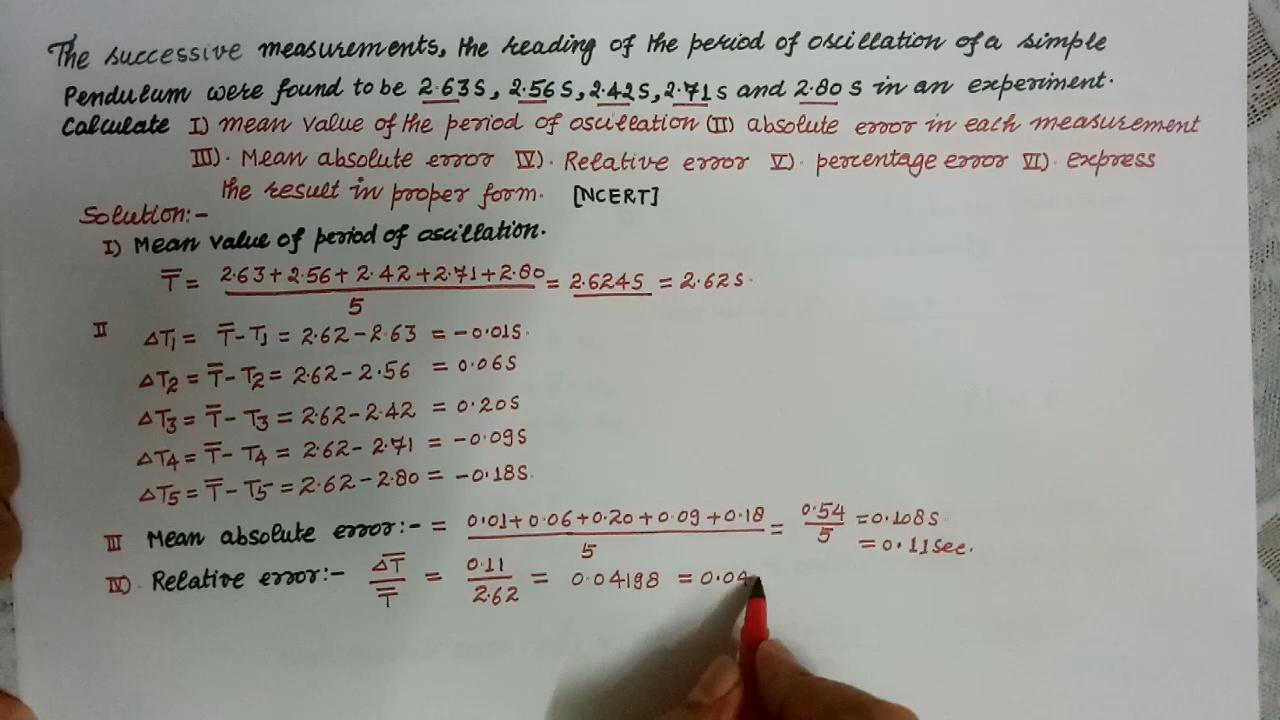 The successive measurements, the reading of the period of oscillation of a simple
Pendulum were found to be 2.63s, 2.56s, 2.42s, 2.71s and 2.80 s in an experiment.
Calculate I) mean value of the period of oscillation (II) absolute error in each measurement
III). Mean absolute error IV). Relative error V). percentage error VI). express
the result in proper form. [NCERT]
Solution:-
I) Mean value of period of oscillation.
T̅ = 2.63+2.56+2.42+2.71+2.80 / 5 = 2.624S = 2.62s.
II ΔT₁ = T̅-T₁ = 2.62-2.63 = -0.01s.
ΔT₂ = T̅-T₂ = 2.62-2.56 = 0.06s
ΔT₃ = T̅-T₃ = 2.62-2.42 = 0.20s
ΔT₄ = T̅-T₄ = 2.62-2.71 = -0.09s
ΔT₅ = T̅-T₅ = 2.62-2.80 = -0.18s.
III Mean absolute error:- = 0.01+0.06+0.20+0.09+0.18 / 5 = 0.54 / 5 = 0.108s
= 0.11sec.
IV). Relative error:- ΔT̅ / T̅ = 0.11 / 2.62 = 0.04198 = 0.04